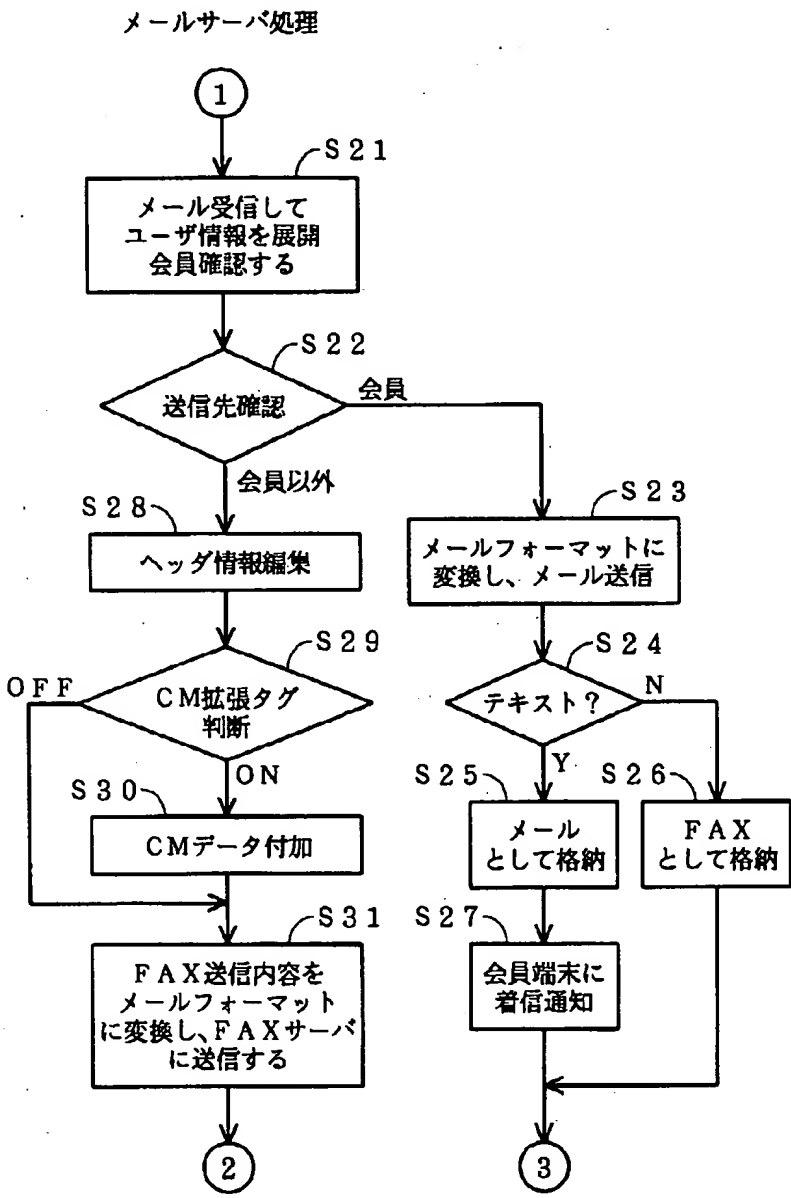 メールサーバ処理
1
S21
メール受信して
ユーザ情報を展開
会員確認する
S22
送信先確認
会員
会員以外
S28
ヘッダ情報編集
S29
OFF
CM拡張タグ
判断
ON
S30
CMデータ付加
S31
FAX送信内容を
メールフォーマット
に変換し、FAXサーバ
に送信する
2
S23
メールフォーマットに
変換し、メール送信
S24
テキスト?
N
Y
S25
メール
として格納
S26
FAX
として格納
S27
会員端末に
着信通知
3